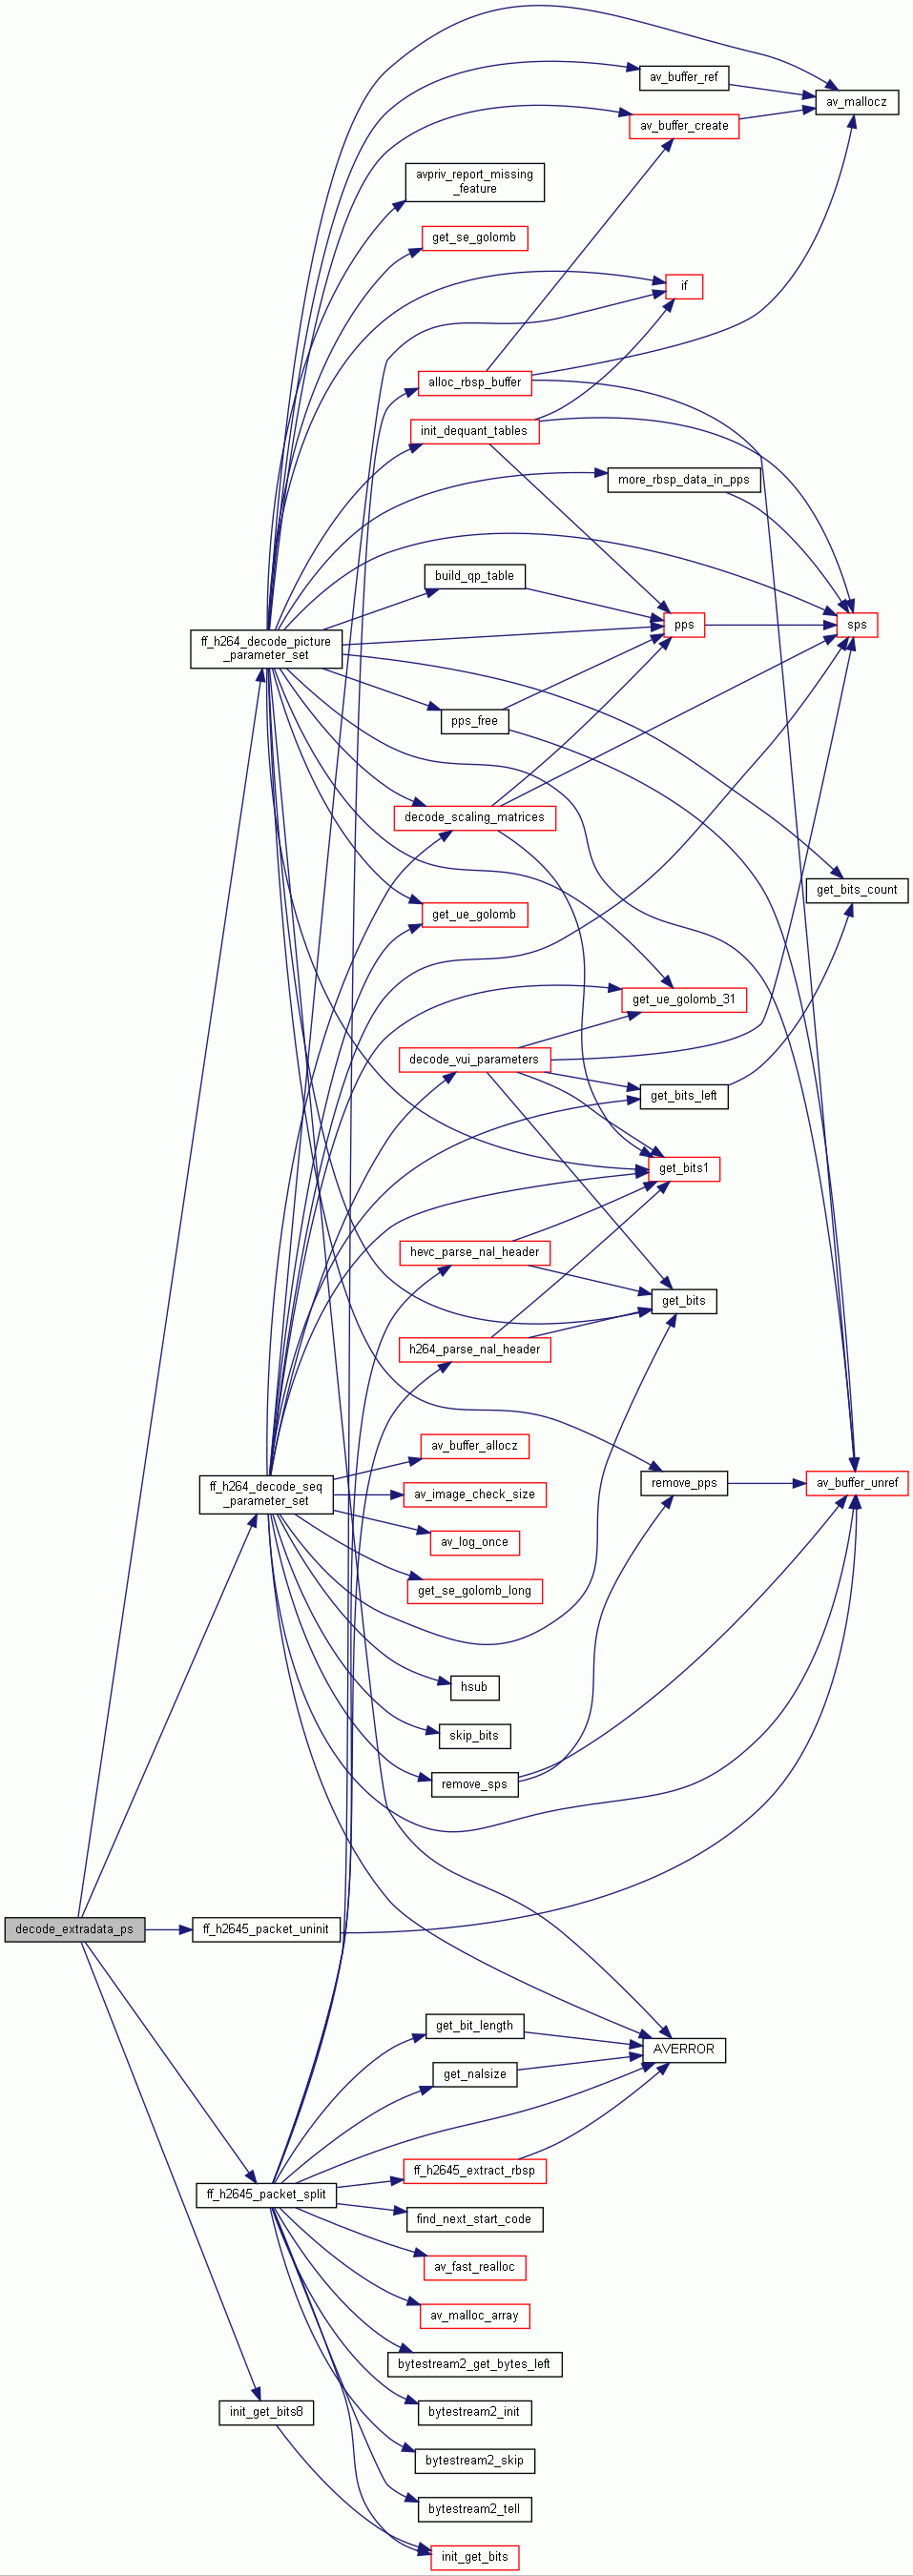 av_buffer_ref
av_mallocz
av_buffer_create
avpriv_report_missing
_feature
get_se_golomb
if
alloc_rbsp_buffer
init_dequant_tables
more_rbsp_data_in_pps
build_qp_table
pps
sps
ff_h264_decode_picture
_parameter_set
pps_free
decode_scaling_matrices
get_bits_count
get_ue_golomb
get_ue_golomb_31
decode_vui_parameters
get_bits_left
get_bits1
hevc_parse_nal_header
get_bits
h264_parse_nal_header
av_buffer_allocz
remove_pps
av_buffer_unref
ff_h264_decode_seq
_parameter_set
av_image_check_size
av_log_once
get_se_golomb_long
hsub
skip_bits
remove_sps
decode_extradata_ps
ff_h2645_packet_uninit
get_bit_length
AVERROR
get_nalsize
ff_h2645_extract_rbsp
ff_h2645_packet_split
find_next_start_code
av_fast_realloc
av_malloc_array
bytestream2_get_bytes_left
init_get_bits8
bytestream2_init
bytestream2_skip
bytestream2_tell
init_get_bits